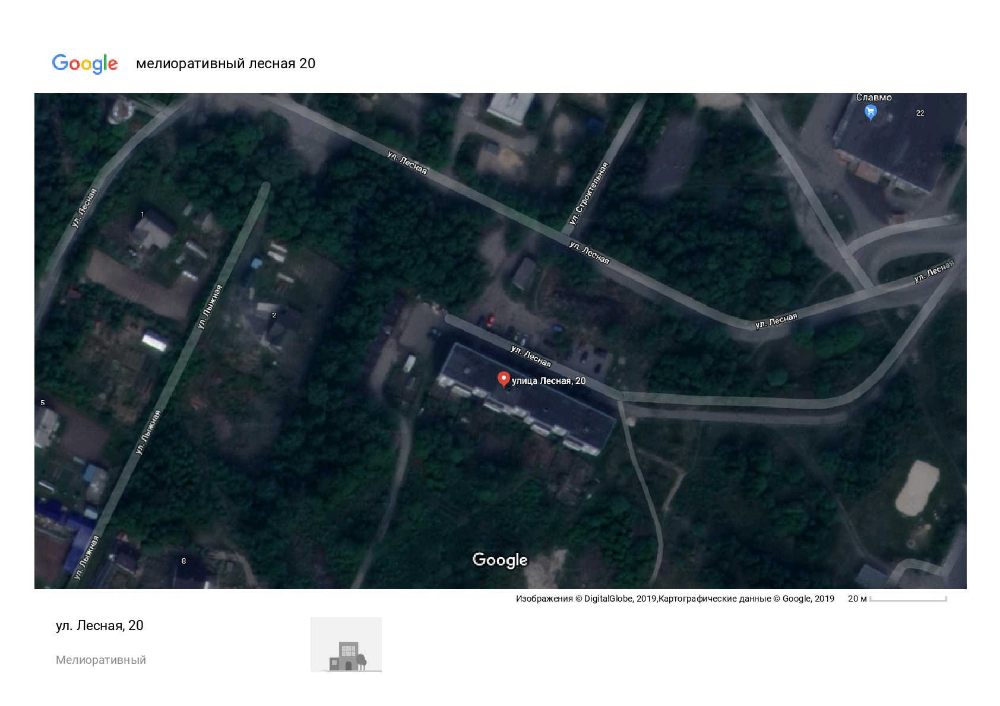 Google
мелиоративный лесная 20
Славмо
22
ул. Лесная
ул. Строительная
ул. Лесная
1
ул. Лесная
ул. Лесная
ул. Лыжная
2
ул. Лесная
ул. Лесная
улица Лесная, 20
5
ул. Лыжная
ул. Лыжная
8
Google
Изображения © DigitalGlobe, 2019,Картографические данные © Google, 2019
20 м
ул. Лесная, 20
Мелиоративный